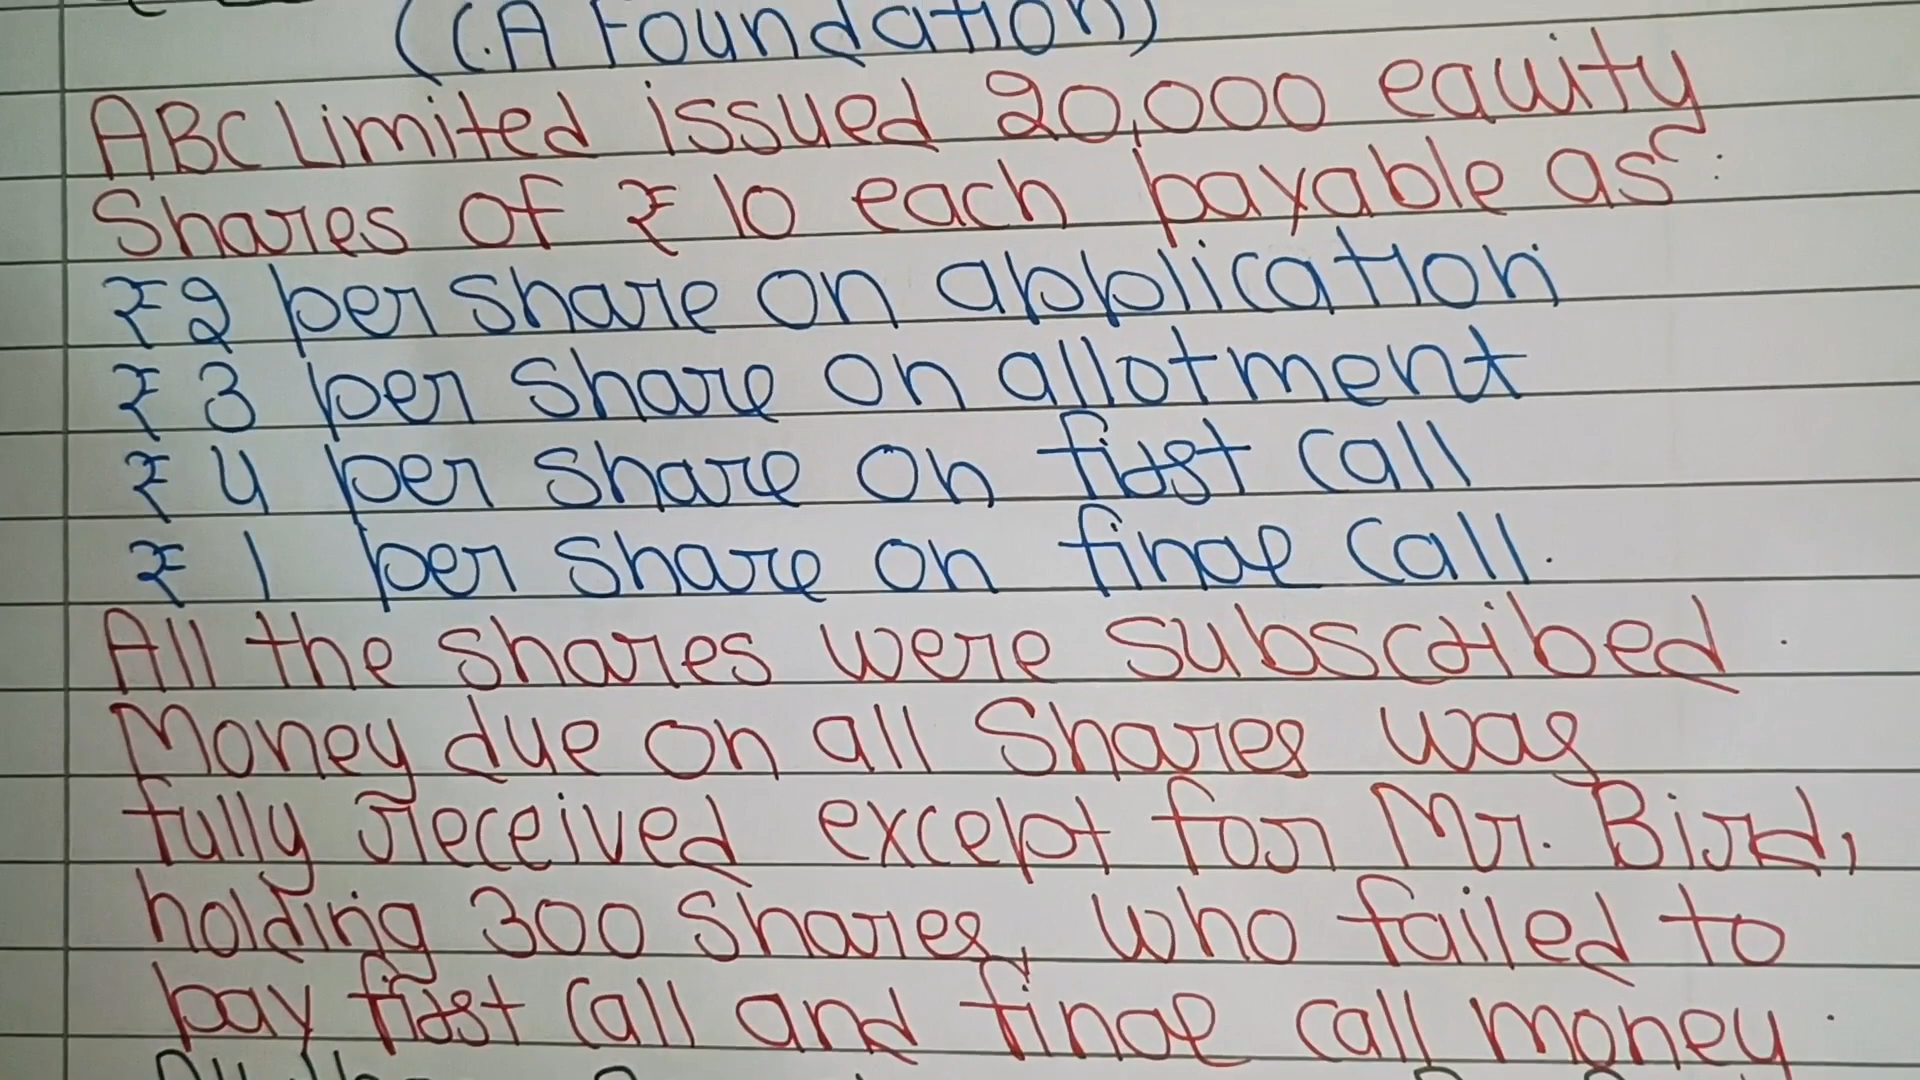 (C.A Foundation)
ABC Limited issued 20,000 equity
Shares of ₹ 10 each payable as :
₹2 per share on application
₹ 3 per share on allotment
₹ 4 per share on first call
₹ 1 per share on final call.
All the shares were subscribed.
Money due on all Shares was
fully received except for Mr. Bird,
holding 300 Shares, who failed to
pay first call and final call money.